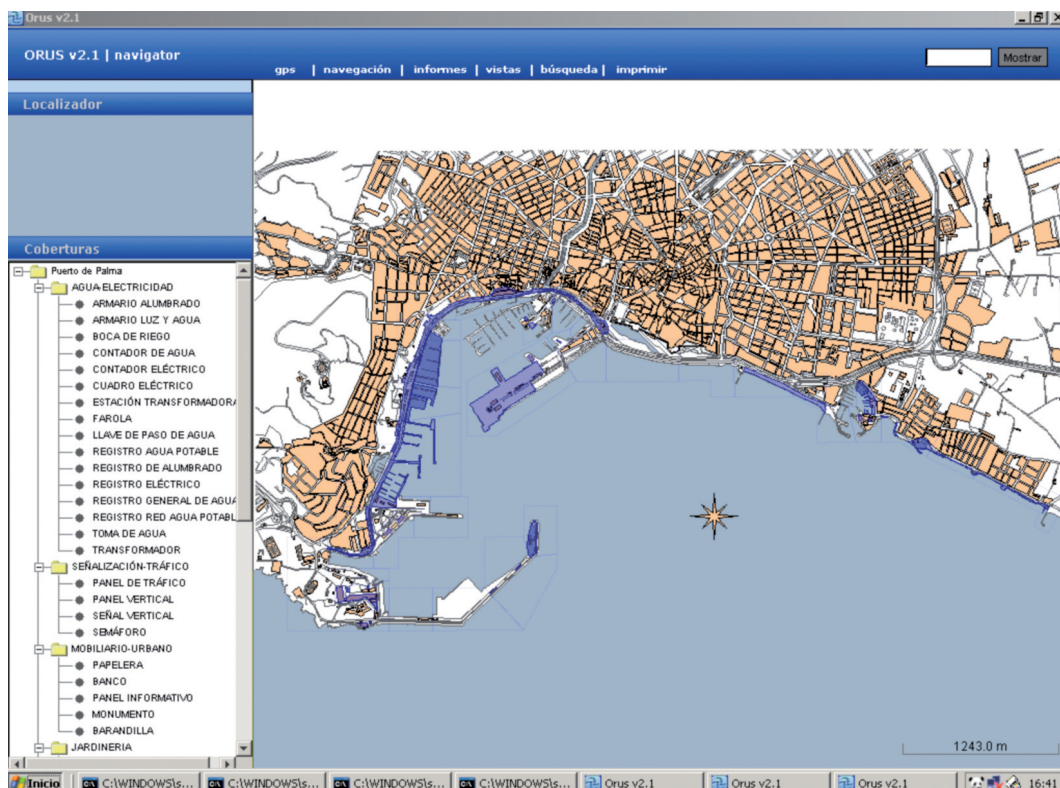 Orus v2.1
ORUS v2.1 | navigator
gps | navegación | informes | vistas | búsqueda | imprimir
Mostrar
Localizador
Coberturas
Puerto de Palma
AGUA-ELECTRICIDAD
ARMARIO ALUMBRADO
ARMARIO LUZ Y AGUA
BOCA DE RIEGO
CONTADOR DE AGUA
CONTADOR ELÉCTRICO
CUADRO ELÉCTRICO
ESTACIÓN TRANSFORMADORA
FAROLA
LLAVE DE PASO DE AGUA
REGISTRO AGUA POTABLE
REGISTRO DE ALUMBRADO
REGISTRO ELÉCTRICO
REGISTRO GENERAL DE AGUA
REGISTRO RED AGUA POTABL
TOMA DE AGUA
TRANSFORMADOR
SEÑALIZACIÓN-TRÁFICO
PANEL DE TRÁFICO
PANEL VERTICAL
SEÑAL VERTICAL
SEMÁFORO
MOBILIARIO-URBANO
PAPELERA
BANCO
PANEL INFORMATIVO
MONUMENTO
BARANDILLA
JARDINERIA
1243.0 m
Inicio C:\WINDOWS\s... C:\WINDOWS\s... C:\WINDOWS\s... C:\WINDOWS\s... Orus v2.1 Orus v2.1 Orus v2.1 16:41